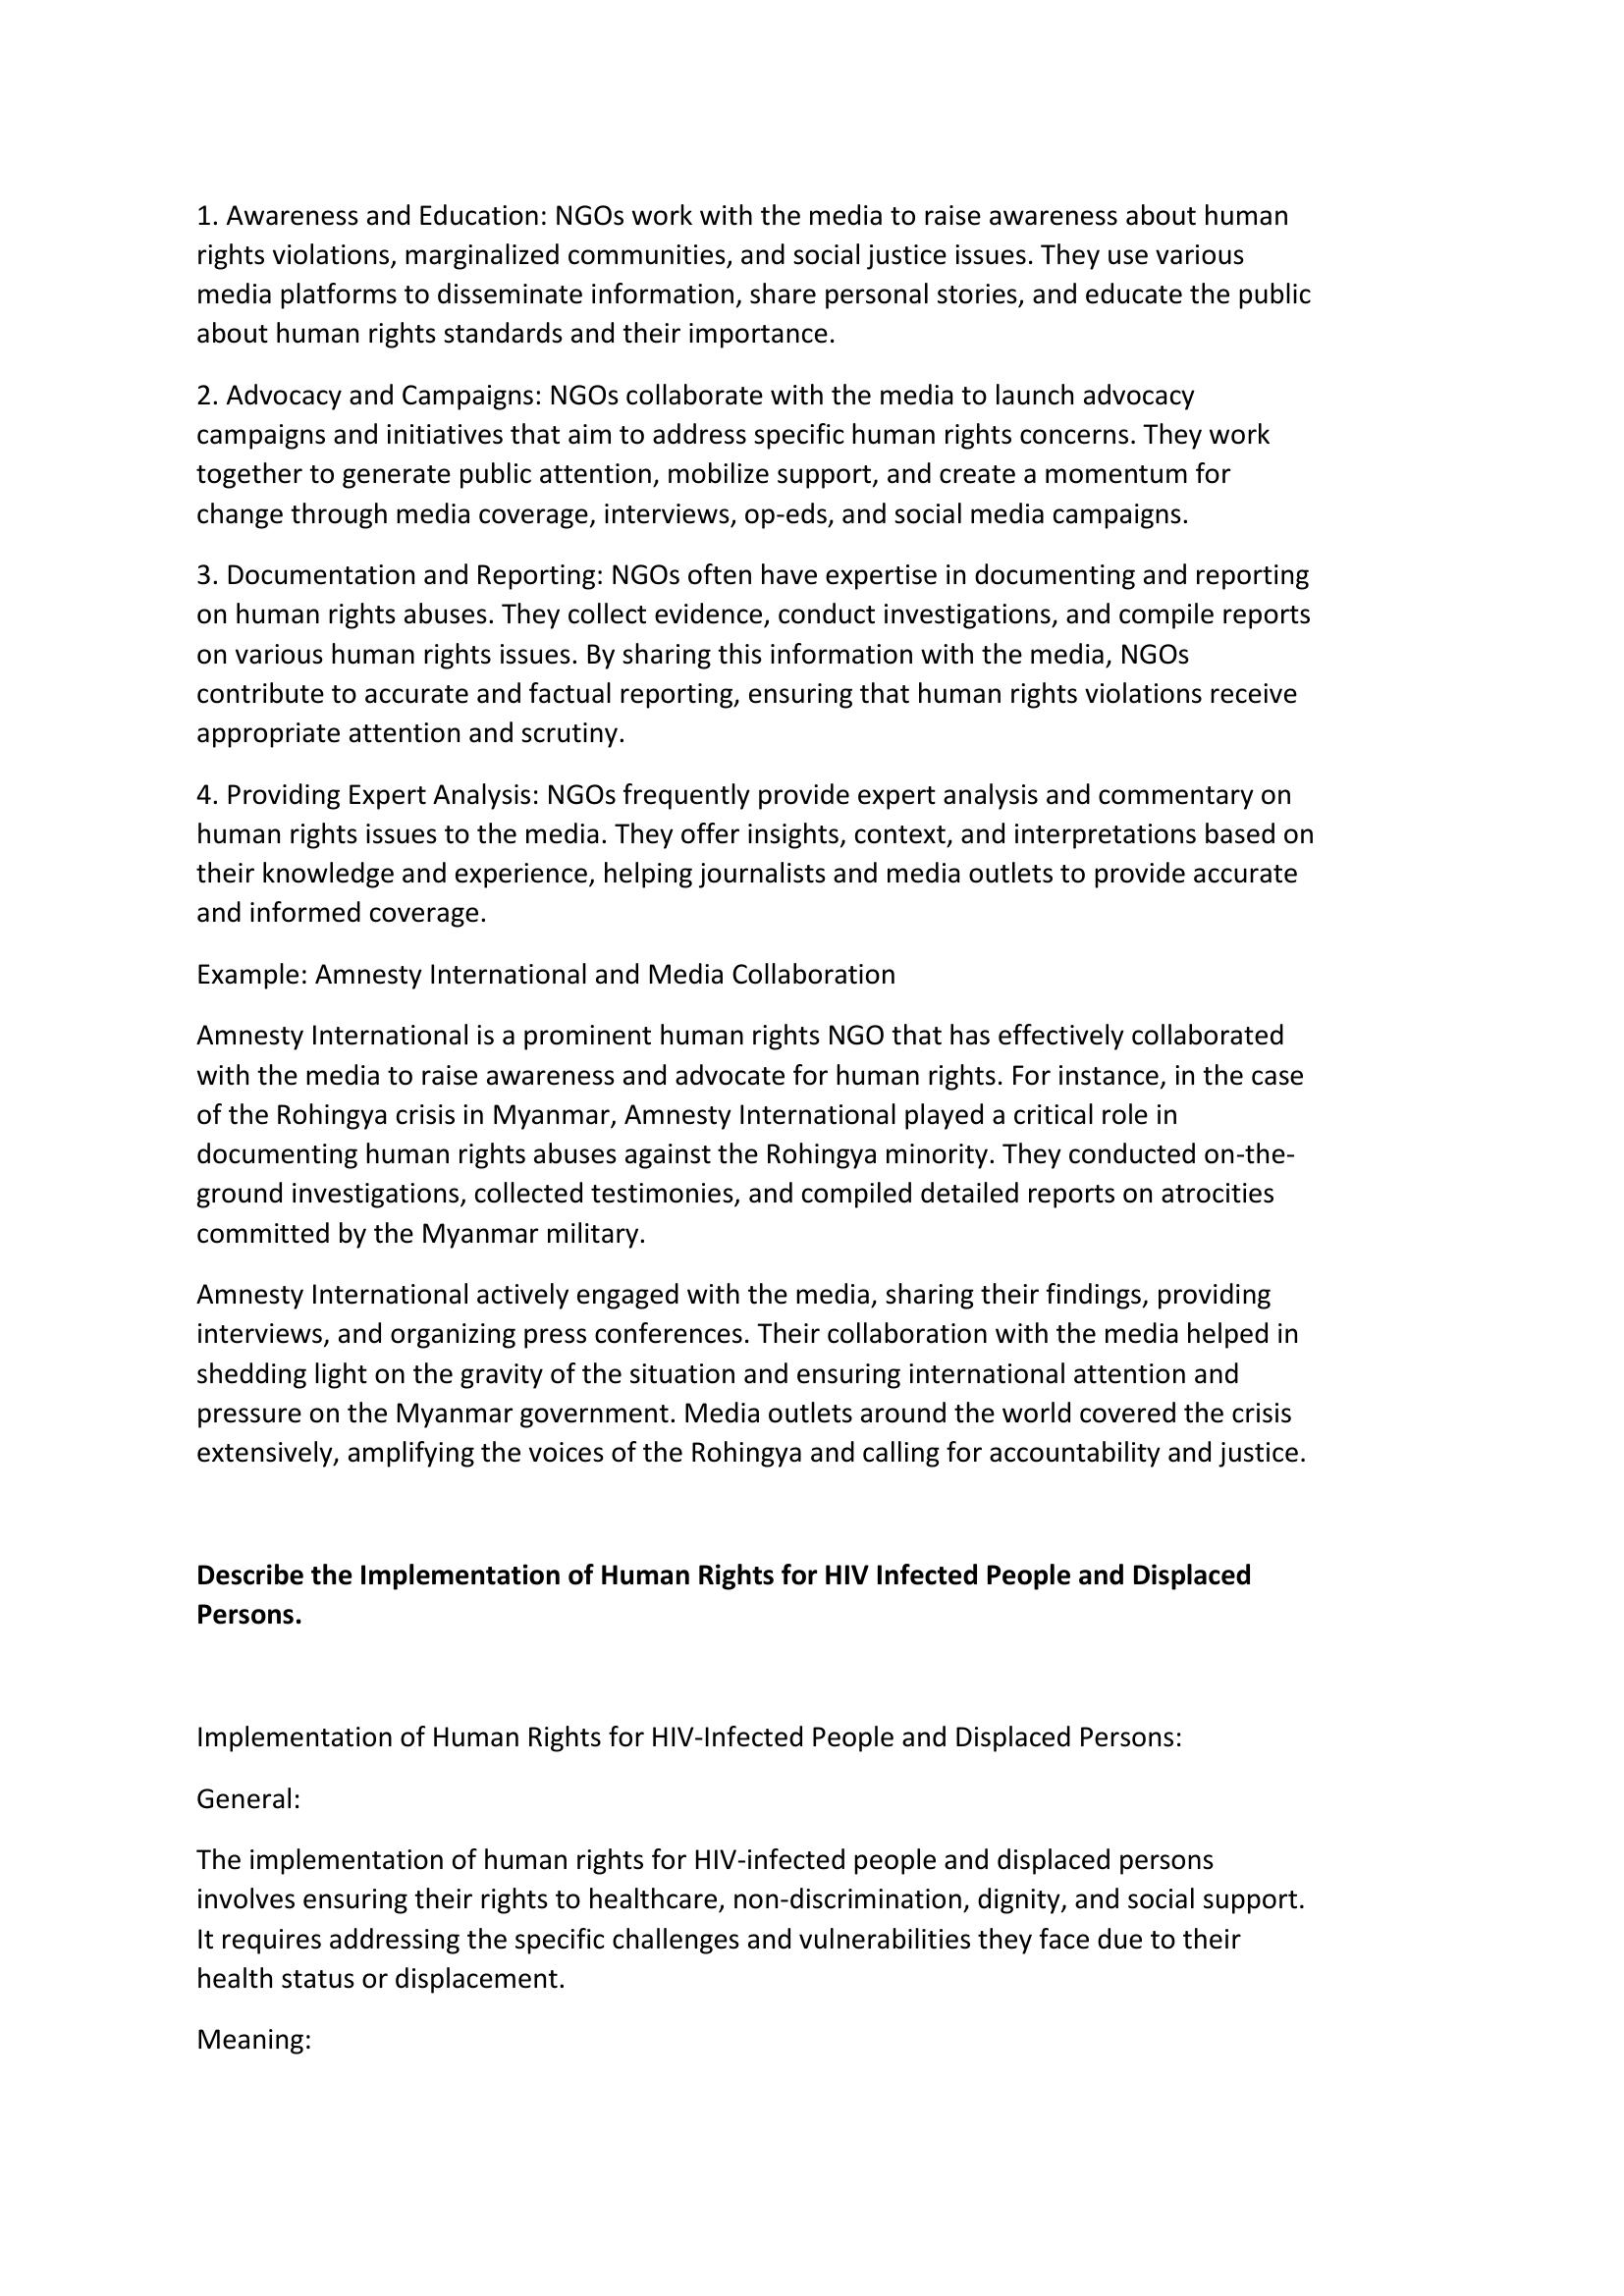 1. Awareness and Education: NGOs work with the media to raise awareness about human
rights violations, marginalized communities, and social justice issues. They use various
media platforms to disseminate information, share personal stories, and educate the public
about human rights standards and their importance.
2. Advocacy and Campaigns: NGOs collaborate with the media to launch advocacy
campaigns and initiatives that aim to address specific human rights concerns. They work
together to generate public attention, mobilize support, and create a momentum for
change through media coverage, interviews, op-eds, and social media campaigns.
3. Documentation and Reporting: NGOs often have expertise in documenting and reporting
on human rights abuses. They collect evidence, conduct investigations, and compile reports
on various human rights issues. By sharing this information with the media, NGOs
contribute to accurate and factual reporting, ensuring that human rights violations receive
appropriate attention and scrutiny.
4. Providing Expert Analysis: NGOs frequently provide expert analysis and commentary on
human rights issues to the media. They offer insights, context, and interpretations based on
their knowledge and experience, helping journalists and media outlets to provide accurate
and informed coverage.
Example: Amnesty International and Media Collaboration
Amnesty International is a prominent human rights NGO that has effectively collaborated
with the media to raise awareness and advocate for human rights. For instance, in the case
of the Rohingya crisis in Myanmar, Amnesty International played a critical role in
documenting human rights abuses against the Rohingya minority. They conducted on-the-
ground investigations, collected testimonies, and compiled detailed reports on atrocities
committed by the Myanmar military.
Amnesty International actively engaged with the media, sharing their findings, providing
interviews, and organizing press conferences. Their collaboration with the media helped in
shedding light on the gravity of the situation and ensuring international attention and
pressure on the Myanmar government. Media outlets around the world covered the crisis
extensively, amplifying the voices of the Rohingya and calling for accountability and justice.
Describe the Implementation of Human Rights for HIV Infected People and Displaced
Persons.
Implementation of Human Rights for HIV-Infected People and Displaced Persons:
General:
The implementation of human rights for HIV-infected people and displaced persons
involves ensuring their rights to healthcare, non-discrimination, dignity, and social support.
It requires addressing the specific challenges and vulnerabilities they face due to their
health status or displacement.
Meaning: